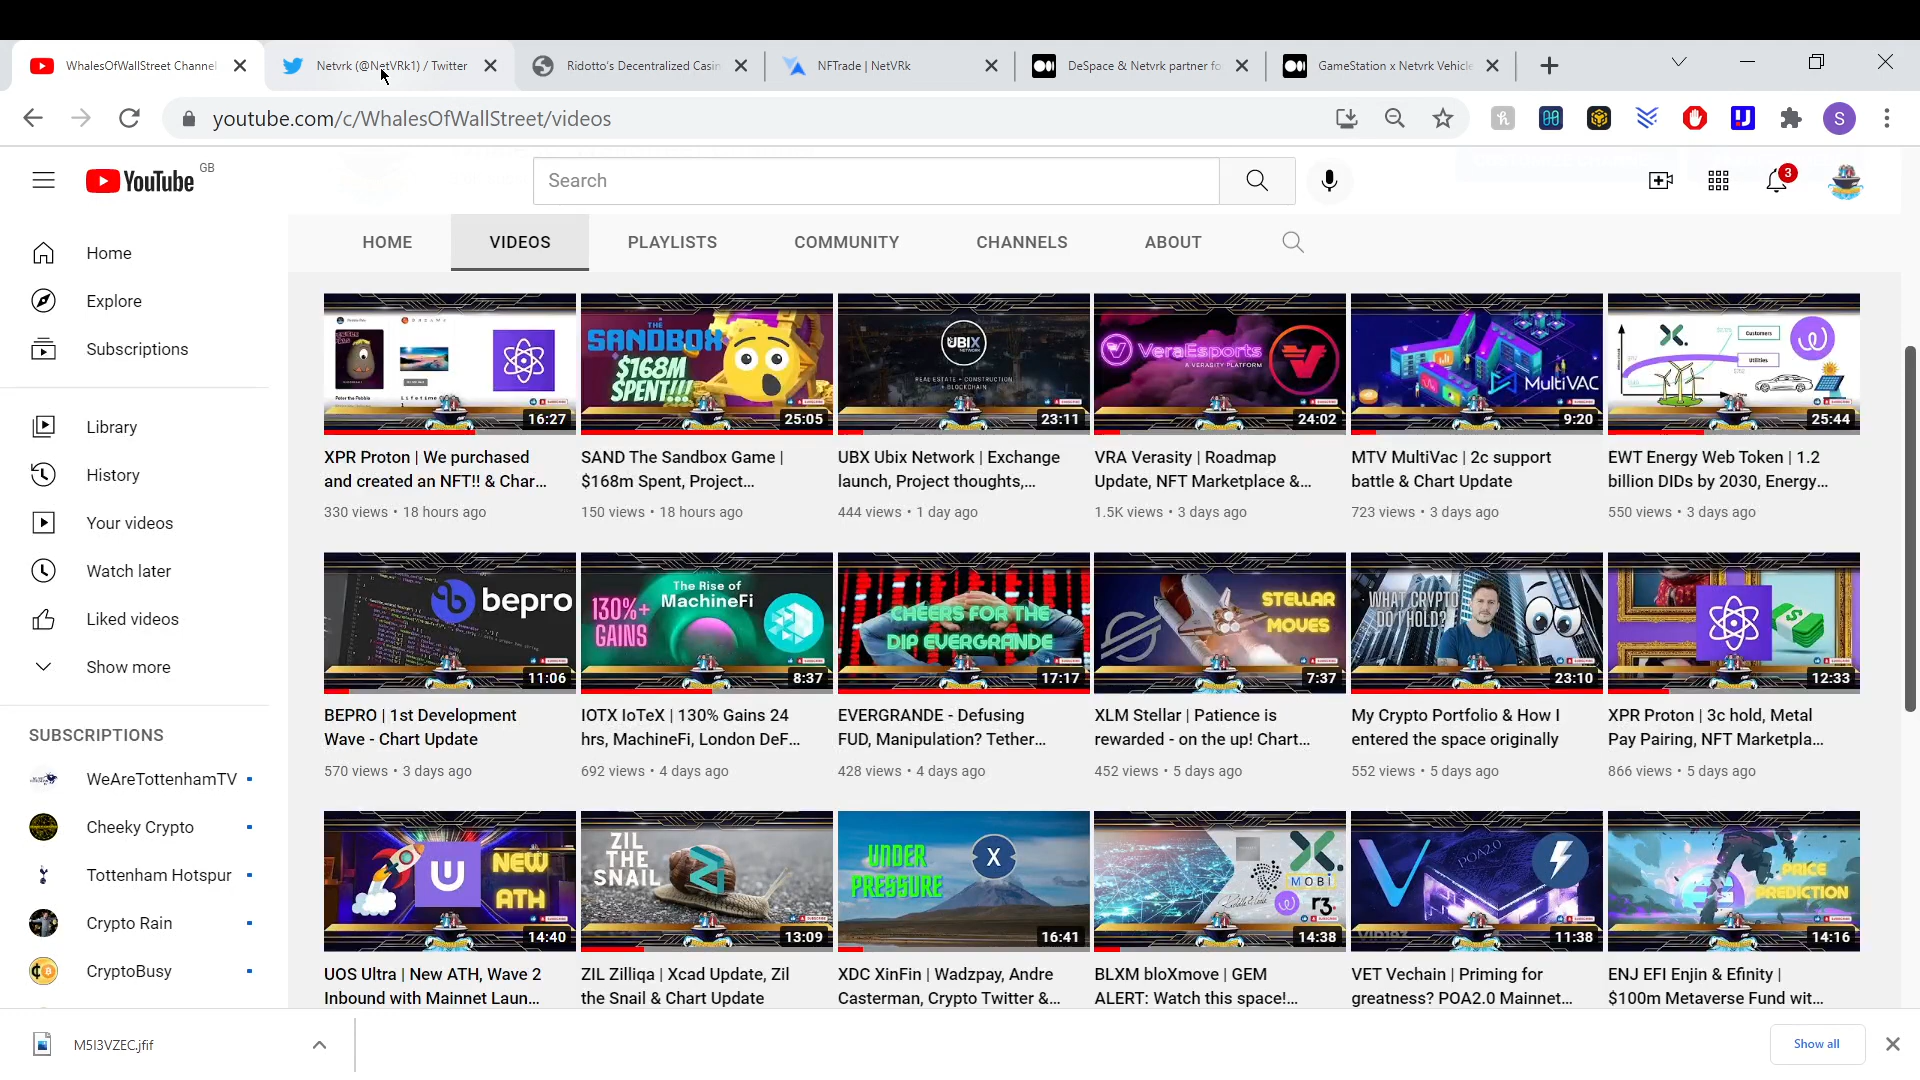 WhalesOfWallStreet Channel
Netvrk (@NetVRk1) / Twitter
Ridotto's Decentralized Casin
NFTrade | NetVRk
DeSpace & Netvrk partner fo
GameStation x Netvrk Vehicle
youtube.com/c/WhalesOfWallStreet/videos
S
YouTube GB
Search
3
HOME VIDEOS PLAYLISTS COMMUNITY CHANNELS ABOUT
Home
Explore
Subscriptions
Library
History
Your videos
Watch later
Liked videos
Show more
SUBSCRIPTIONS
WeAreTottenhamTV
Cheeky Crypto
Tottenham Hotspur
Crypto Rain
CryptoBusy
16:27
XPR Proton | We purchased
and created an NFT!! & Char...
330 views • 18 hours ago
THE
SANDBOX
$168M
SPENT!!!
25:05
SAND The Sandbox Game |
$168m Spent, Project...
150 views • 18 hours ago
UBIX
NETWORK
REAL ESTATE + CONSTRUCTION
+ BLOCKCHAIN
23:11
UBX Ubix Network | Exchange
launch, Project thoughts,...
444 views • 1 day ago
VeraEsports
A VERASITY PLATFORM
24:02
VRA Verasity | Roadmap
Update, NFT Marketplace &...
1.5K views • 3 days ago
MultiVAC
9:20
MTV MultiVac | 2c support
battle & Chart Update
723 views • 3 days ago
Customers
Utilities
25:44
EWT Energy Web Token | 1.2
billion DIDs by 2030, Energy...
550 views • 3 days ago
bepro
11:06
BEPRO | 1st Development
Wave - Chart Update
570 views • 3 days ago
The Rise of
MachineFi
130%+
GAINS
8:37
IOTX IoTeX | 130% Gains 24
hrs, MachineFi, London DeF...
692 views • 4 days ago
CHEERS FOR THE
DIP EVERGRANDE
17:17
EVERGRANDE - Defusing
FUD, Manipulation? Tether...
428 views • 4 days ago
STELLAR
MOVES
7:37
XLM Stellar | Patience is
rewarded - on the up! Chart...
452 views • 5 days ago
WHAT CRYPTO
DO I HOLD?
23:10
My Crypto Portfolio & How I
entered the space originally
552 views • 5 days ago
12:33
XPR Proton | 3c hold, Metal
Pay Pairing, NFT Marketpla...
866 views • 5 days ago
NEW
ATH
14:40
UOS Ultra | New ATH, Wave 2
Inbound with Mainnet Laun...
ZIL
THE
SNAIL
13:09
ZIL Zilliqa | Xcad Update, Zil
the Snail & Chart Update
UNDER
PRESSURE
X
16:41
XDC XinFin | Wadzpay, Andre
Casterman, Crypto Twitter &...
MOBI
r3.
14:38
BLXM bloXmove | GEM
ALERT: Watch this space!...
POA2.0
11:38
VET Vechain | Priming for
greatness? POA2.0 Mainnet...
PRICE
PREDICTION
14:16
ENJ EFI Enjin & Efinity |
$100m Metaverse Fund wit...
M5I3VZEC.jfif
Show all